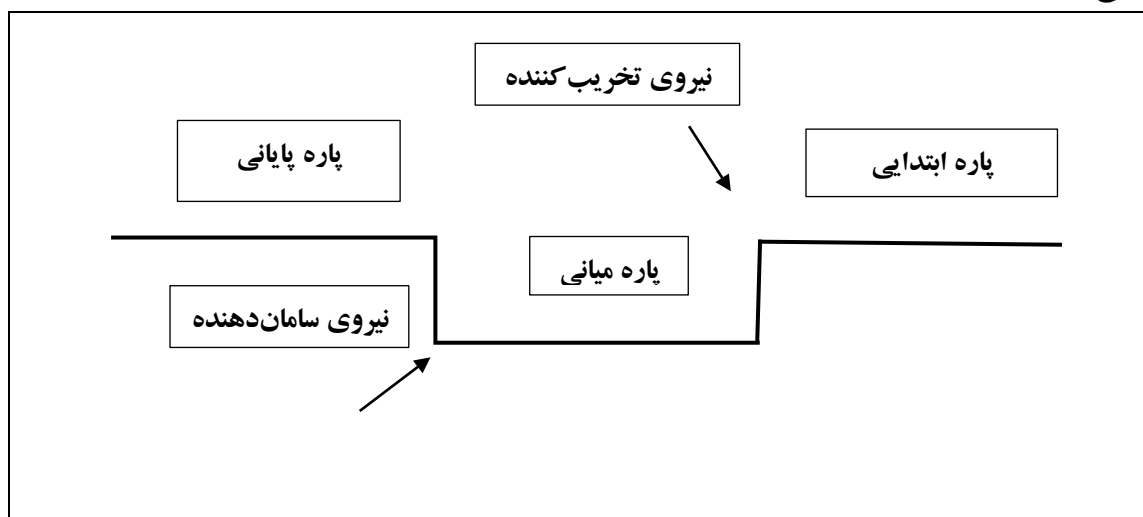 نیروی تخریب‌کننده
پاره ابتدایی
پاره پایانی
پاره میانی
نیروی سامان‌دهنده